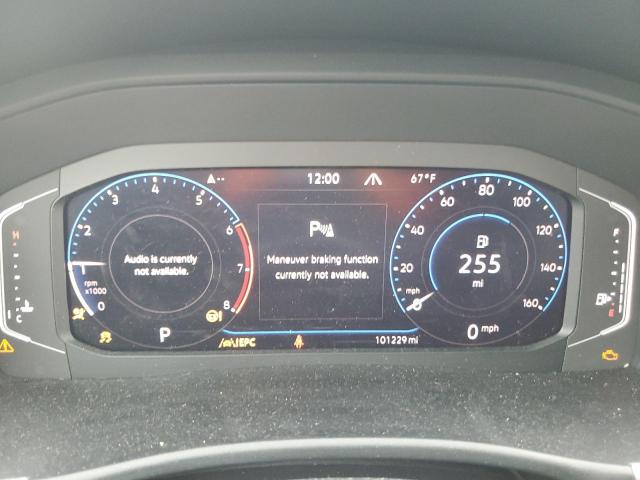 12:00 67°F
3 4 5
2 6
7
8
rpm
x1000
0
Audio is currently
not available.
P
P
Maneuver braking function
currently not available.
EPC
101229 mi
20 40 60 80 100 120 140 160
mph
0
255
mi
0 mph
H
C
F
E